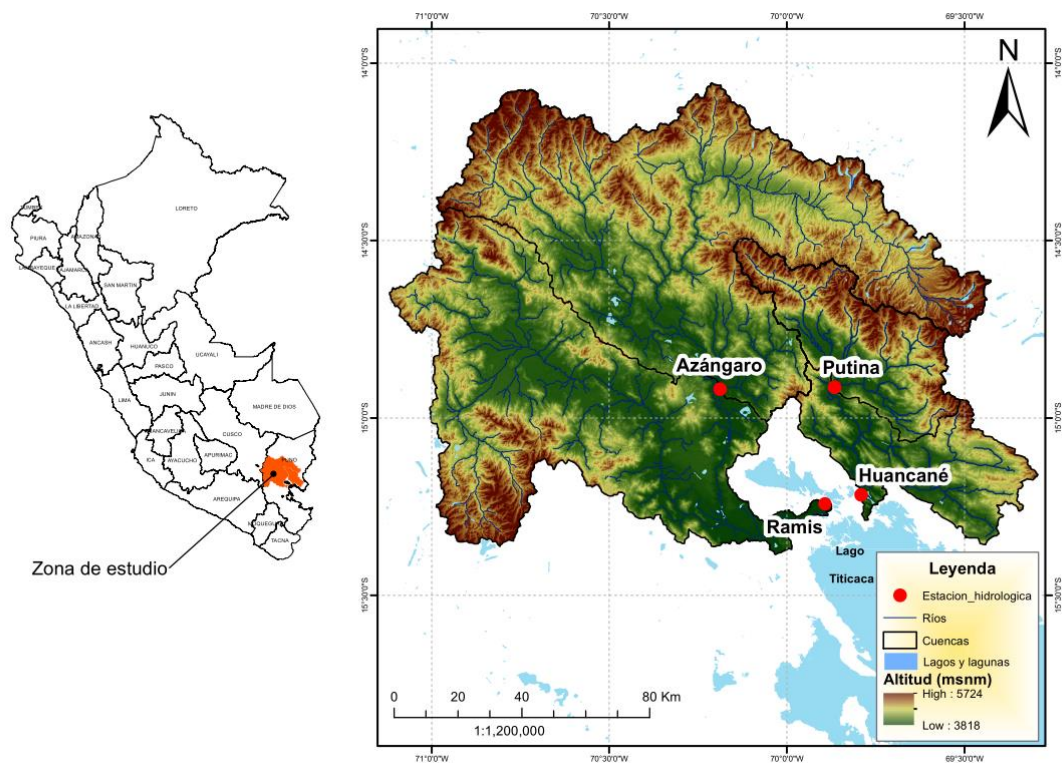 TUMBES
LORETO
PIURA
AMAZONAS
LAMBAYEQUE
CAJAMARCA
SAN MARTIN
LA LIBERTAD
ANCASH
HUANUCO
UCAYALI
PASCO
LIMA
JUNIN
MADRE DE DIOS
HUANCAVELICA
CUSCO
ICA
AYACUCHO
APURIMAC
PUNO
AREQUIPA
MOQUEGUA
TACNA
Zona de estudio
71°0'0"W
70°30'0"W
70°0'0"W
69°30'0"W
14°0'0"S
14°0'0"S
N
14°30'0"S
14°30'0"S
Azángaro
Putina
15°0'0"S
15°0'0"S
Huancané
Ramis
Lago
Titicaca
15°30'0"S
15°30'0"S
Leyenda
Estacion_hidrologica
Ríos
Cuencas
Lagos y lagunas
Altitud (msnm)
High : 5724
Low : 3818
0 20 40 80 Km
1:1,200,000
71°0'0"W
70°30'0"W
70°0'0"W
69°30'0"W